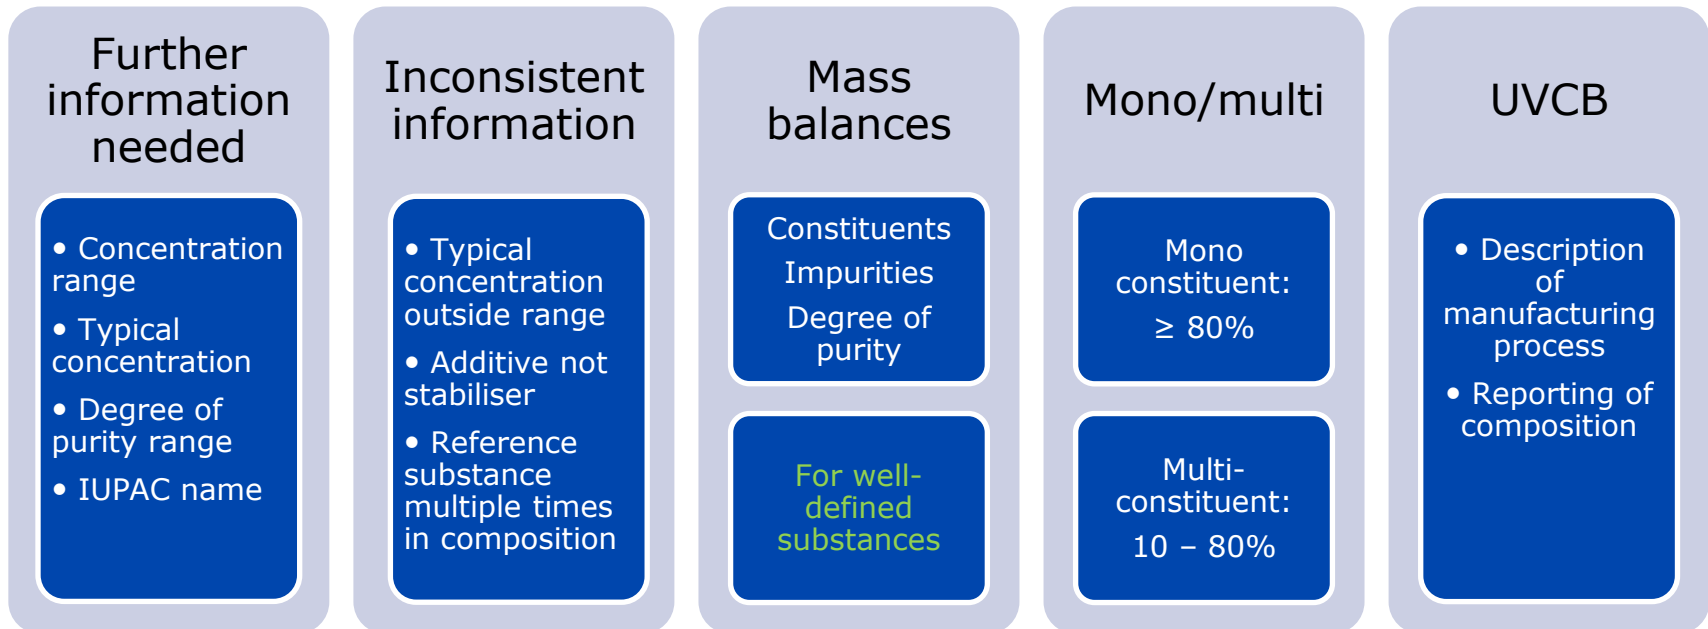 Further
information
needed
• Concentration
range
• Typical
concentration
• Degree of
purity range
• IUPAC name
Inconsistent
information
• Typical
concentration
outside range
• Additive not
stabiliser
• Reference
substance
multiple times
in composition
Mass
balances
Constituents
Impurities
Degree of
purity
For well-
defined
substances
Mono/multi
Mono
constituent:
≥ 80%
Multi-
constituent:
10 – 80%
UVCB
• Description
of
manufacturing
process
• Reporting of
composition